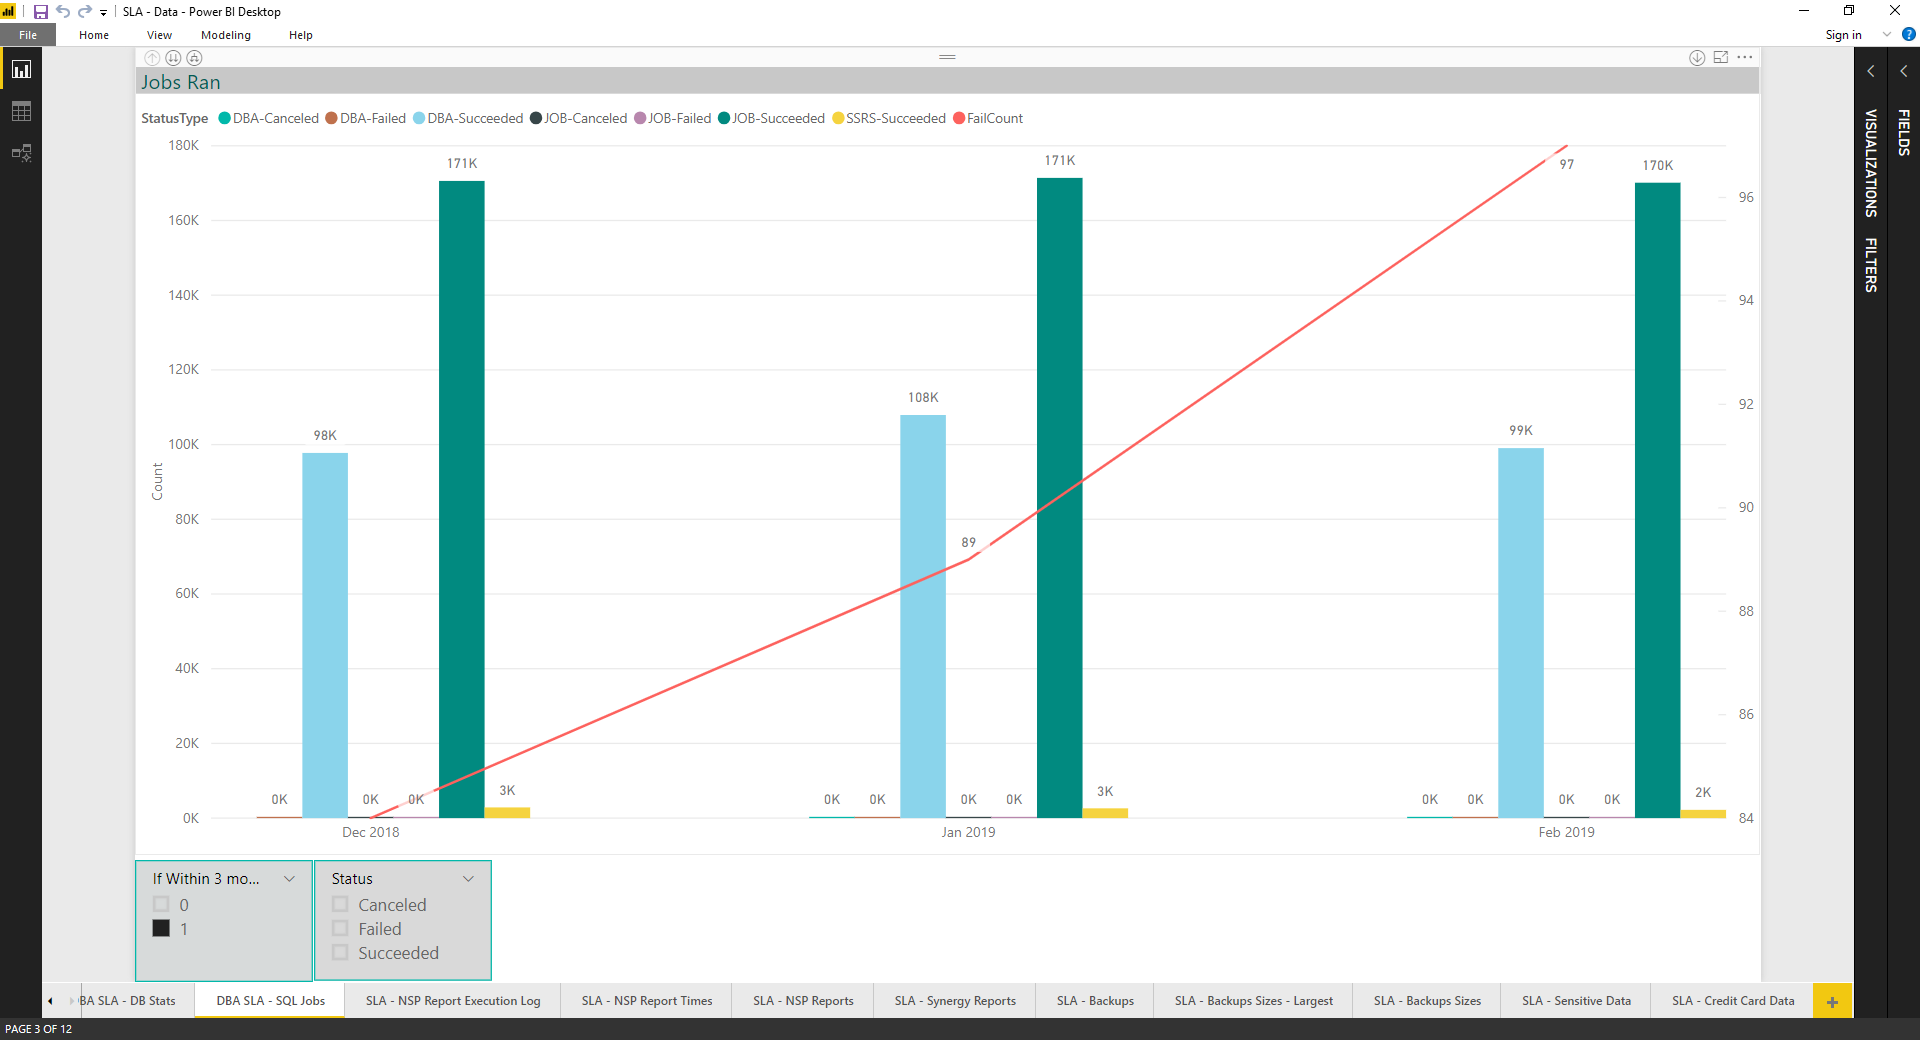 SLA - Data - Power BI Desktop
File Home View Modeling Help
Sign in
?
Jobs Ran
StatusType DBA-Canceled DBA-Failed DBA-Succeeded JOB-Canceled JOB-Failed JOB-Succeeded SSRS-Succeeded FailCount
180K
160K
140K
120K
100K
80K
60K
40K
20K
0K
Count
0K
98K
0K
0K
171K
3K
0K
0K
108K
0K
0K
171K
3K
0K
0K
99K
0K
0K
170K
2K
89
97
96
94
92
90
88
86
84
Dec 2018
Jan 2019
Feb 2019
VISUALIZATIONS
FILTERS
FIELDS
If Within 3 mo...
0
1
Status
Canceled
Failed
Succeeded
BA SLA - DB Stats
DBA SLA - SQL Jobs
SLA - NSP Report Execution Log
SLA - NSP Report Times
SLA - NSP Reports
SLA - Synergy Reports
SLA - Backups
SLA - Backups Sizes - Largest
SLA - Backups Sizes
SLA - Sensitive Data
SLA - Credit Card Data
+
PAGE 3 OF 12